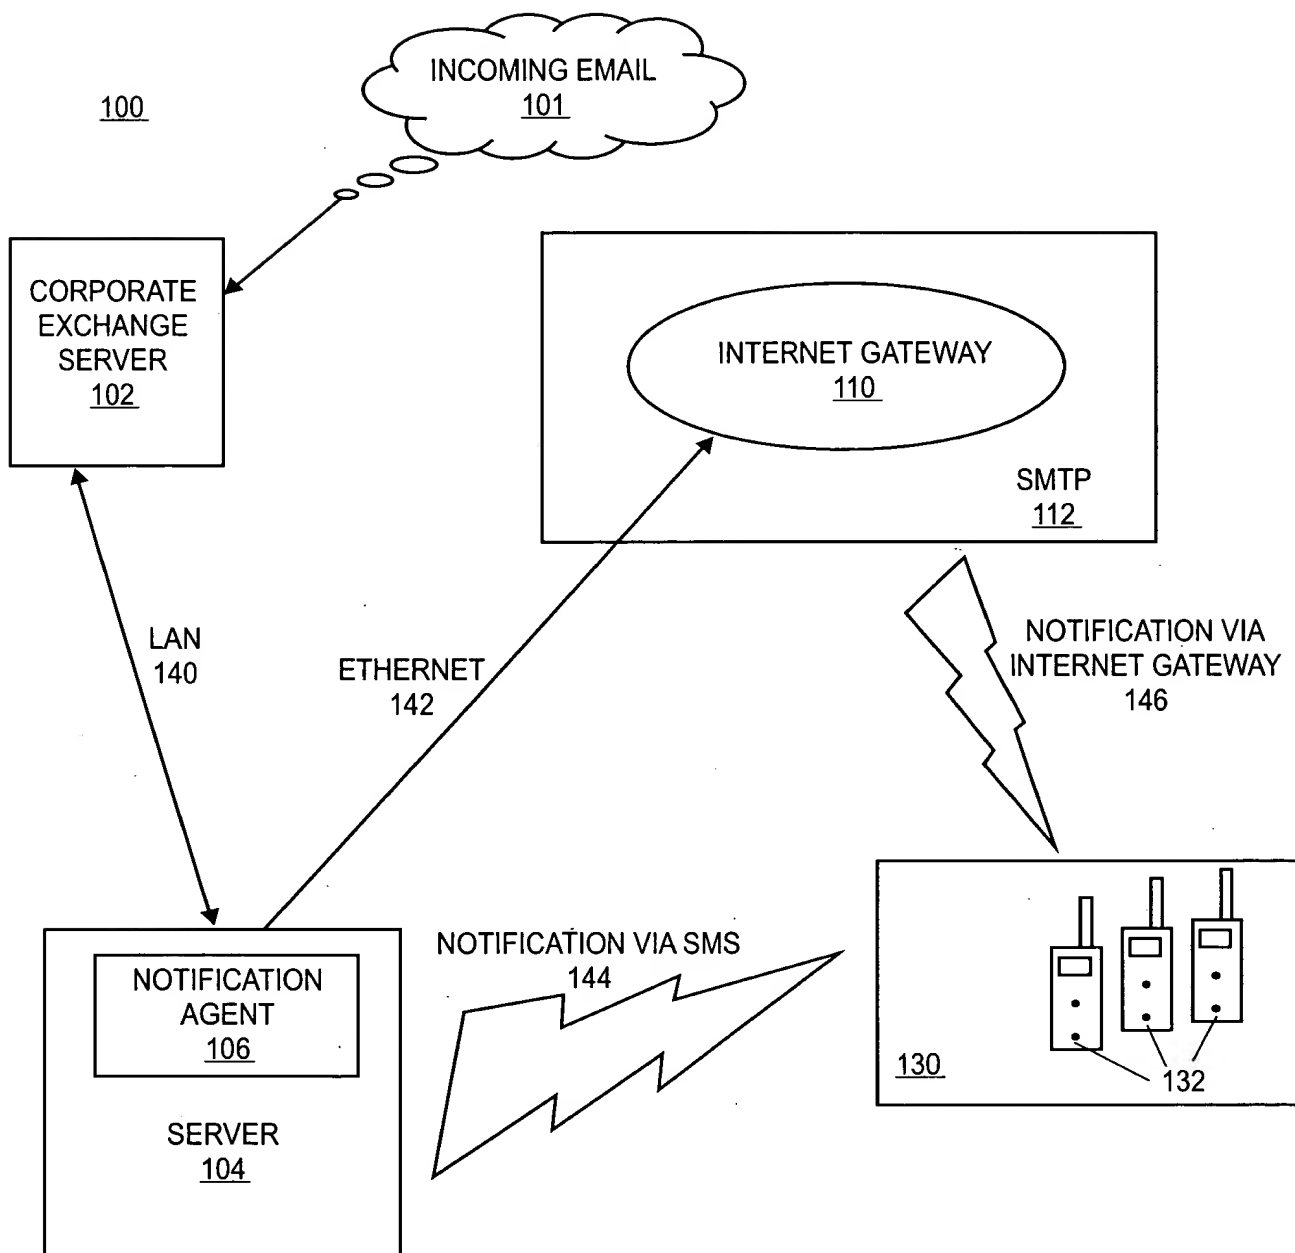 INCOMING EMAIL
101
100
CORPORATE
EXCHANGE
SERVER
102
INTERNET GATEWAY
110
SMTP
112
LAN
140
ETHERNET
142
NOTIFICATION VIA
INTERNET GATEWAY
146
NOTIFICATION VIA SMS
144
NOTIFICATION
AGENT
106
SERVER
104
130
132